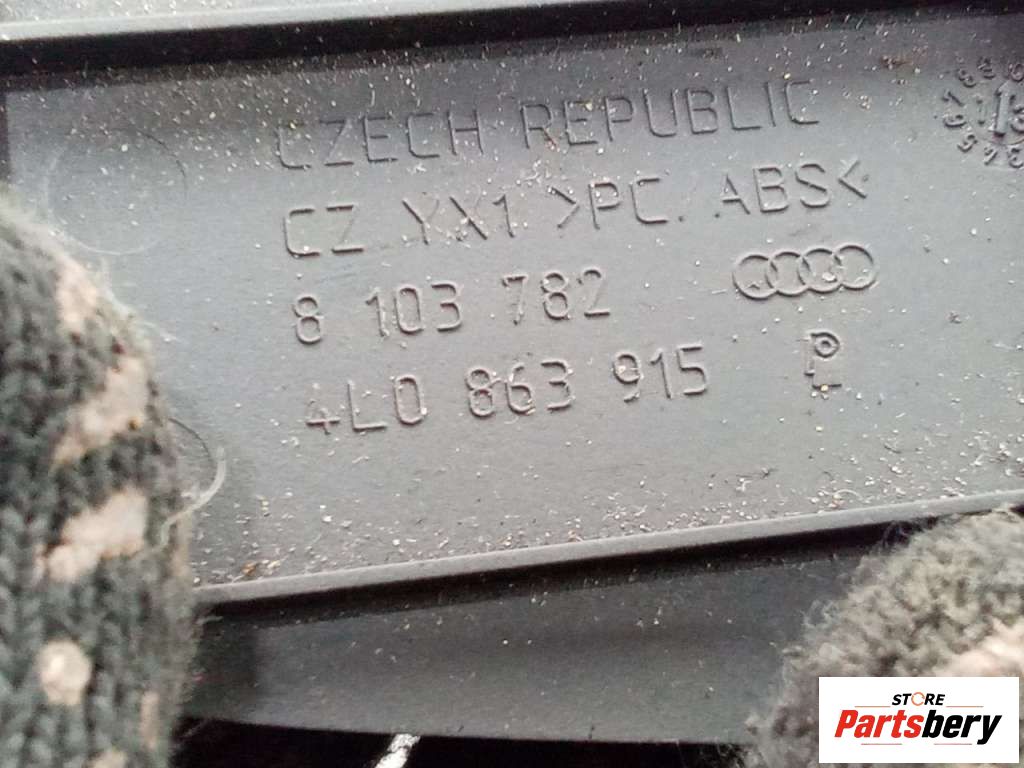 CZECH REPUBLIC
CZ YX1 >PC. ABS<
8 103 782
4L0 863 915
STORE
Partsbery